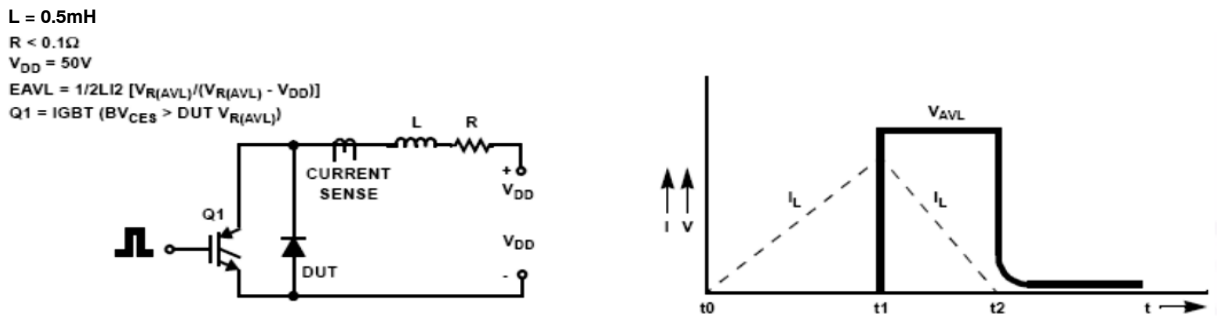 L = 0.5mH
R < 0.1Ω
VDD = 50V
EAVL = 1/2LI2 [VR(AVL)/(VR(AVL) - VDD)]
Q1 = IGBT (BVCES > DUT VR(AVL))
L R
CURRENT
SENSE
+
VDD
Q1
VDD
DUT
-
VAVL
IL
IL
I V
t0 t1 t2 t